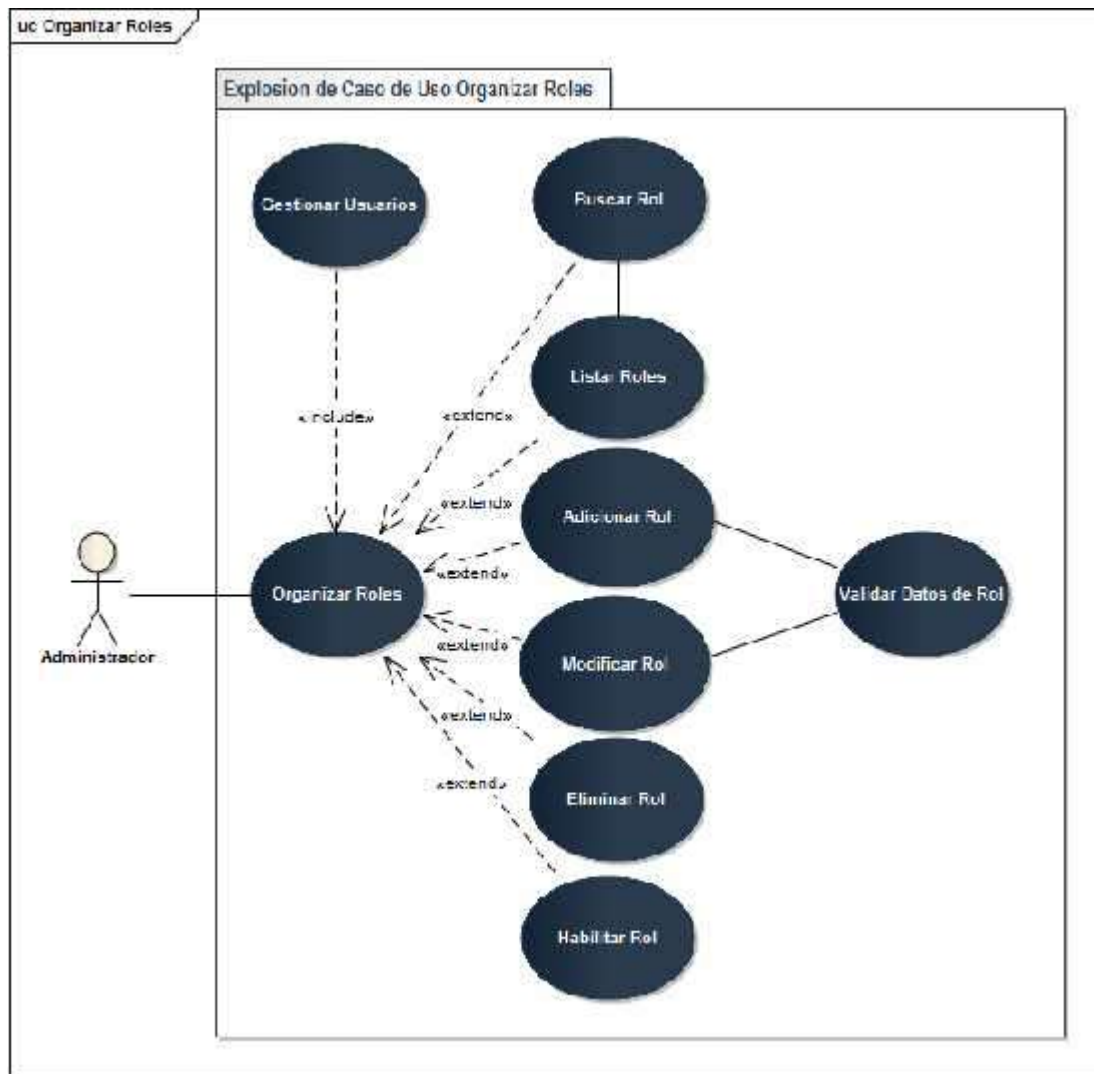 uc Organizar Roles
Explosion de Caso de Uso Organizar Roles
Gestionar Usuarios
Buscar Rol
Listar Roles
«include»
«extend»
«extend»
Adicionar Rol
«extend»
Organizar Roles
Validar Datos de Rol
Administrador
«extend»
Modificar Rol
«extend»
«extend»
Eliminar Rol
Habilitar Rol